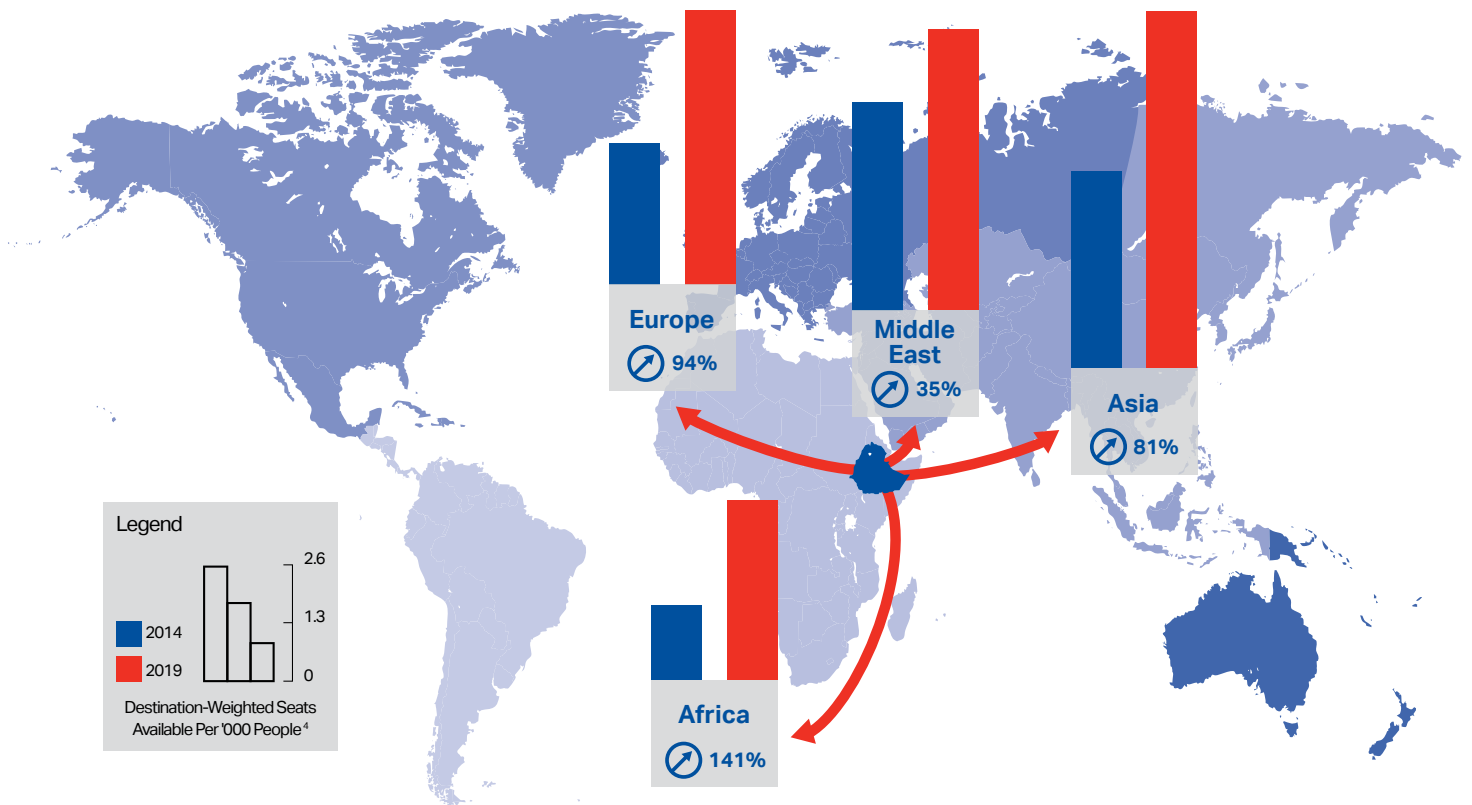 Europe
94%
Middle
East
35%
Asia
81%
Legend
2.6
1.3
0
2014
2019
Destination-Weighted Seats
Available Per '000 People 4
Africa
141%